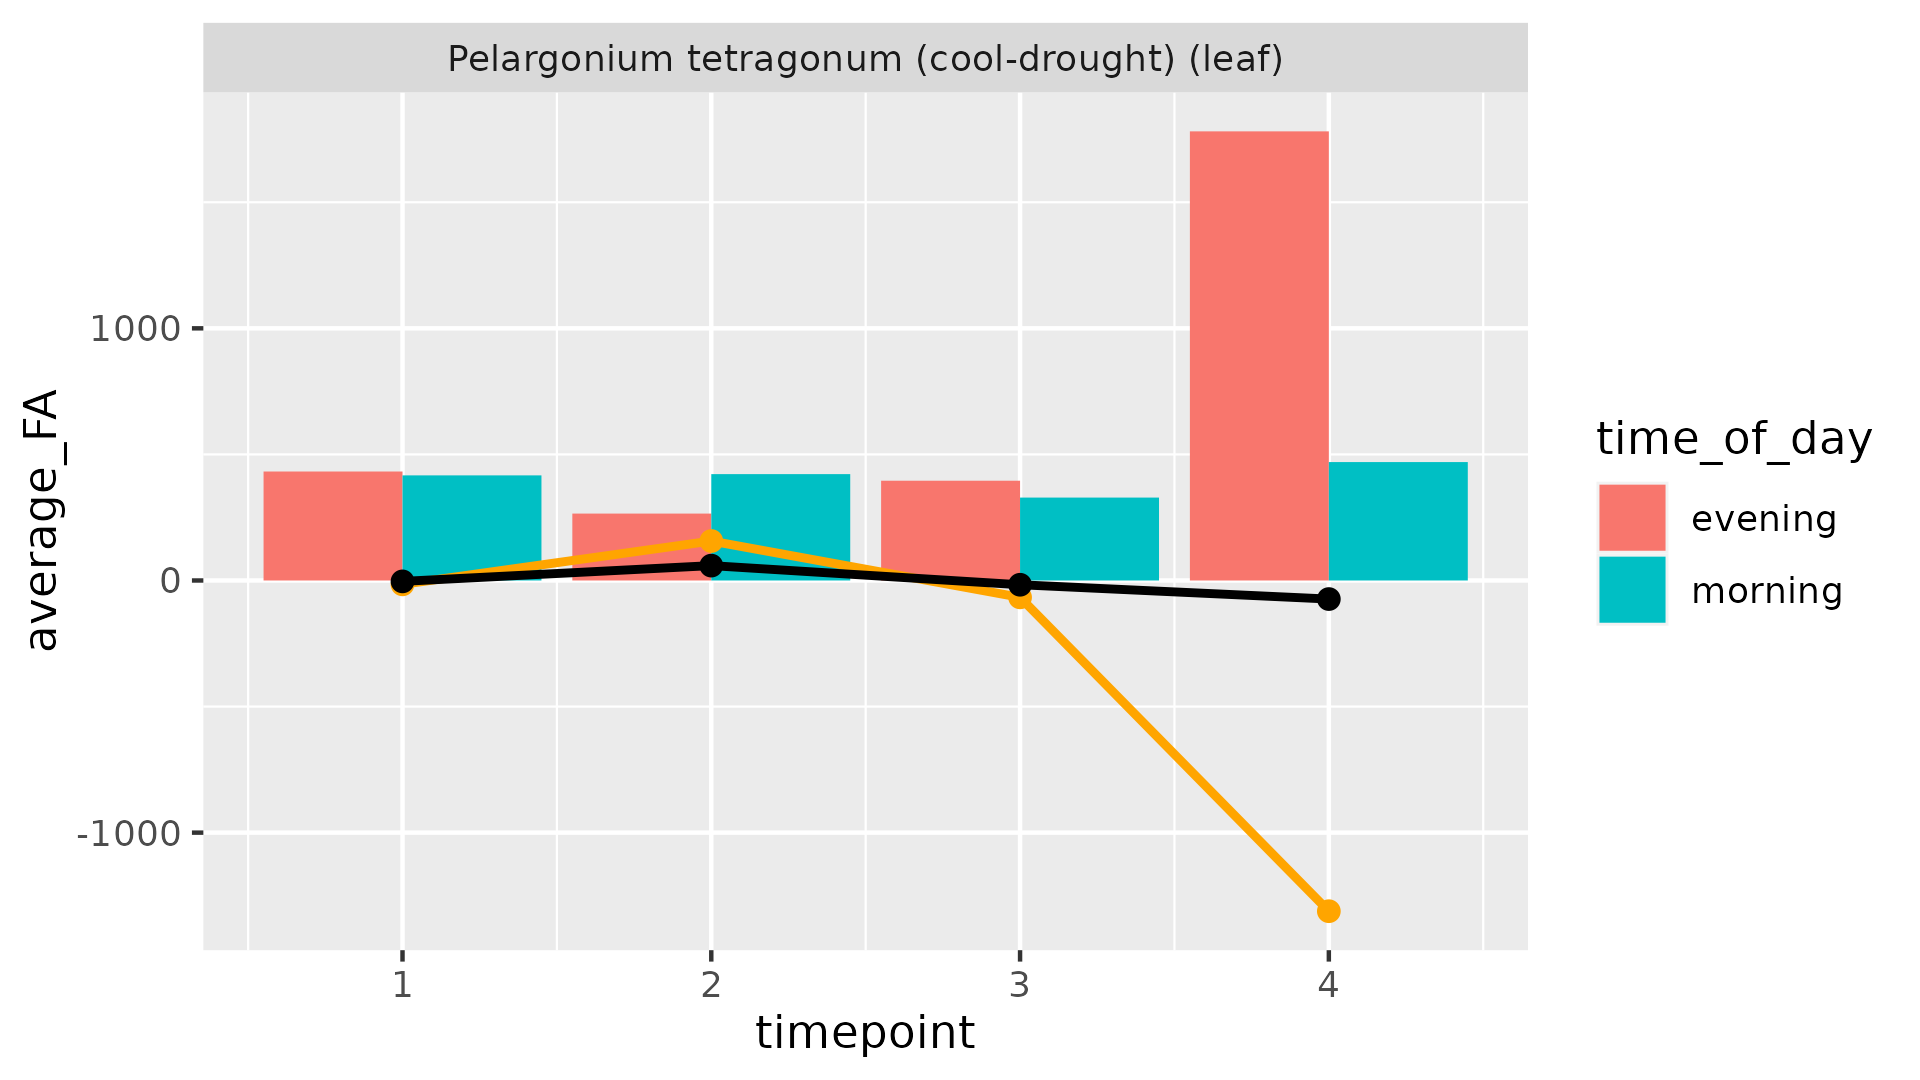 Pelargonium tetragonum (cool-drought) (leaf)
1000
0
-1000
average_FA
1
2
3
4
timepoint
time_of_day
evening
morning